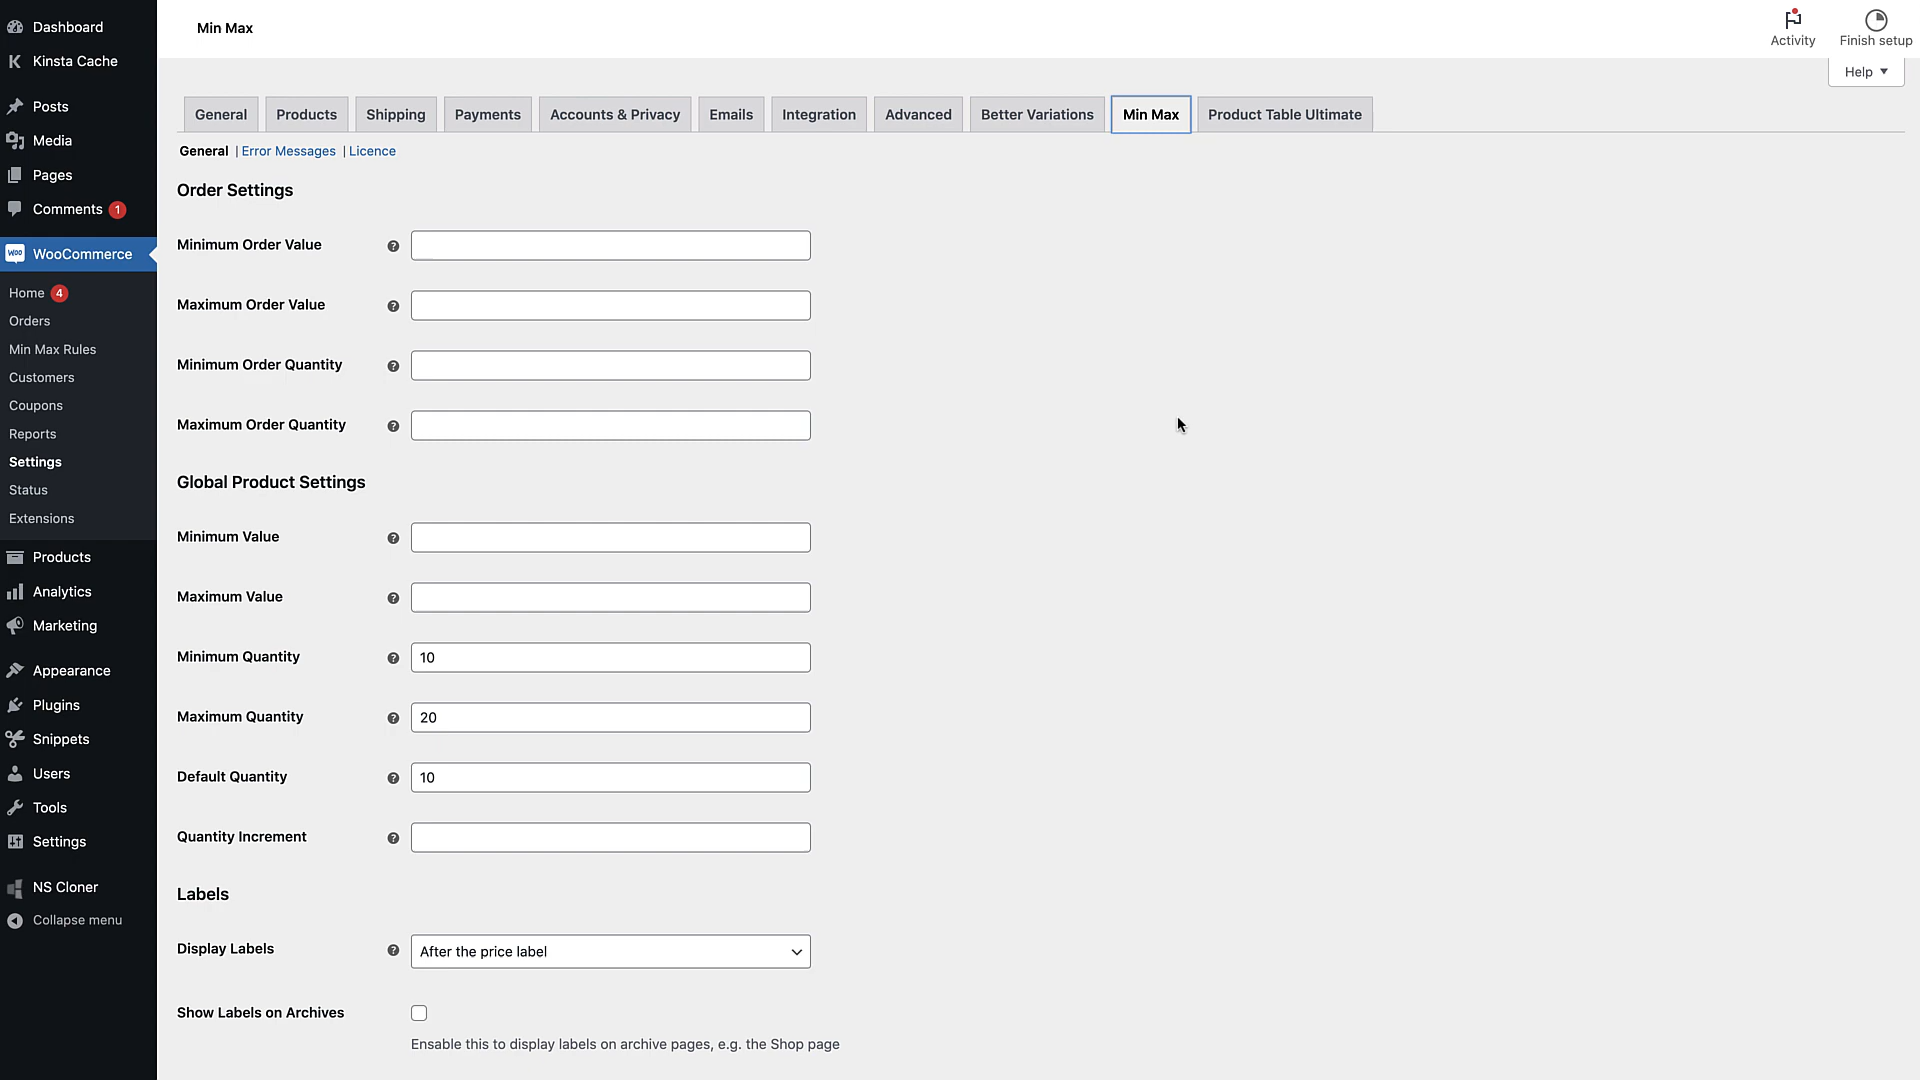 Dashboard
Kinsta Cache
Posts
Media
Pages
Comments 1
WooCommerce
Home 4
Orders
Min Max Rules
Customers
Coupons
Reports
Settings
Status
Extensions
Products
Analytics
Marketing
Appearance
Plugins
Snippets
Users
Tools
Settings
NS Cloner
Collapse menu
Min Max
Activity
Finish setup
Help
General Products Shipping Payments Accounts & Privacy Emails Integration Advanced Better Variations Min Max Product Table Ultimate
General | Error Messages | Licence
Order Settings
Minimum Order Value
Maximum Order Value
Minimum Order Quantity
Maximum Order Quantity
Global Product Settings
Minimum Value
Maximum Value
Minimum Quantity 10
Maximum Quantity 20
Default Quantity 10
Quantity Increment
Labels
Display Labels After the price label
Show Labels on Archives
Ensable this to display labels on archive pages, e.g. the Shop page